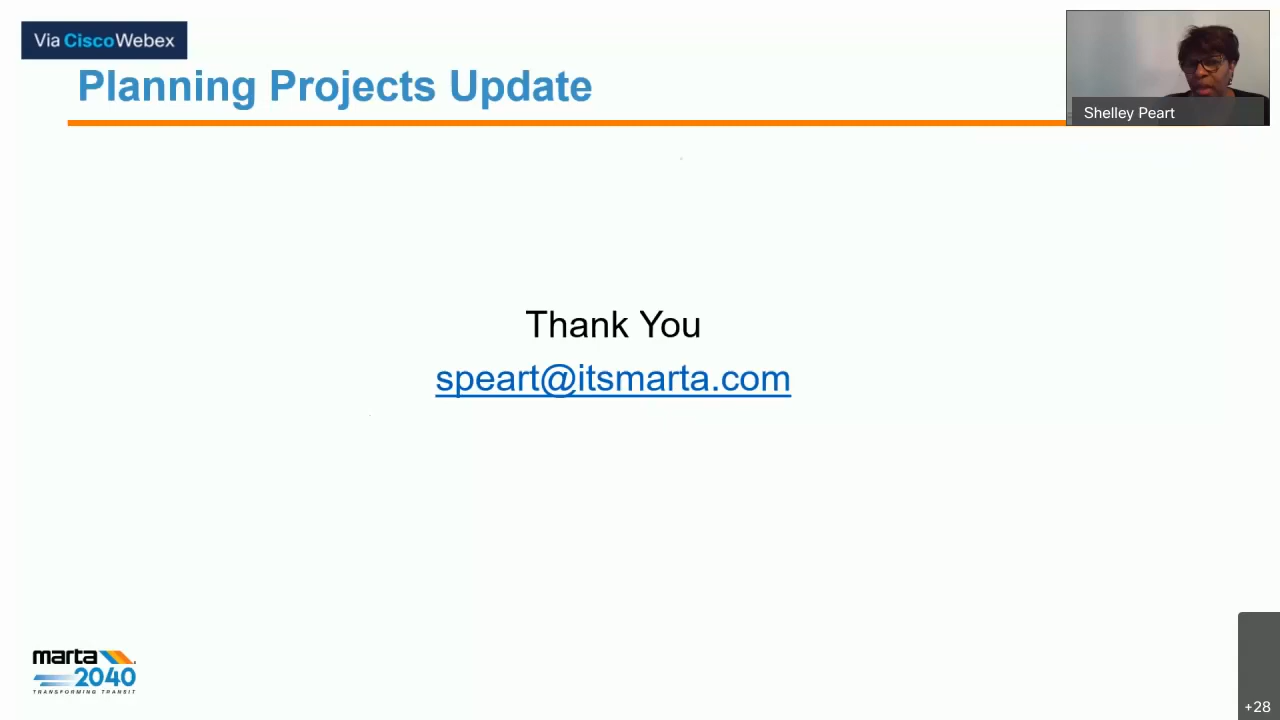 Via Cisco Webex
Planning Projects Update
Shelley Peart
Thank You
speart@itsmarta.com
marta
2040
TRANSFORMING TRANSIT
+28